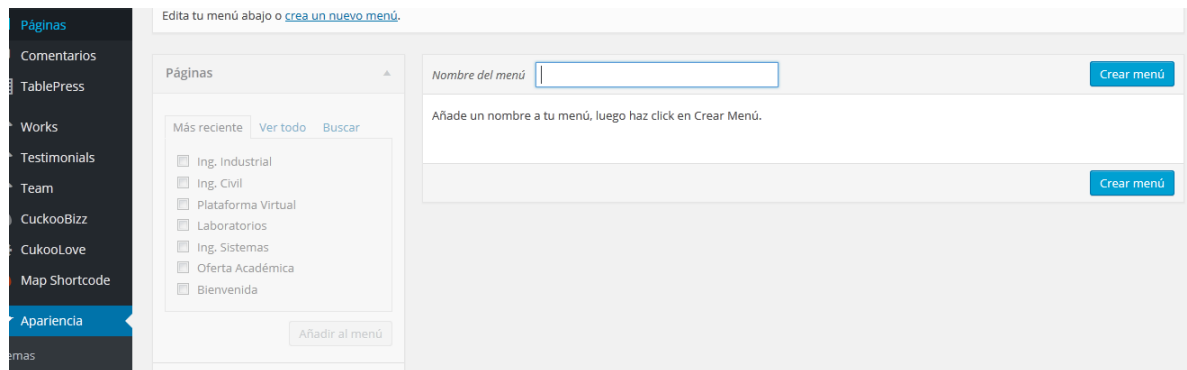 Páginas
Comentarios
TablePress
Works
Testimonials
Team
CuckooBizz
CukooLove
Map Shortcode
Apariencia
emas
Edita tu menú abajo o crea un nuevo menú.
Páginas
Más reciente Ver todo Buscar
Ing. Industrial
Ing. Civil
Plataforma Virtual
Laboratorios
Ing. Sistemas
Oferta Académica
Bienvenida
Añadir al menú
Nombre del menú
Crear menú
Añade un nombre a tu menú, luego haz click en Crear Menú.
Crear menú